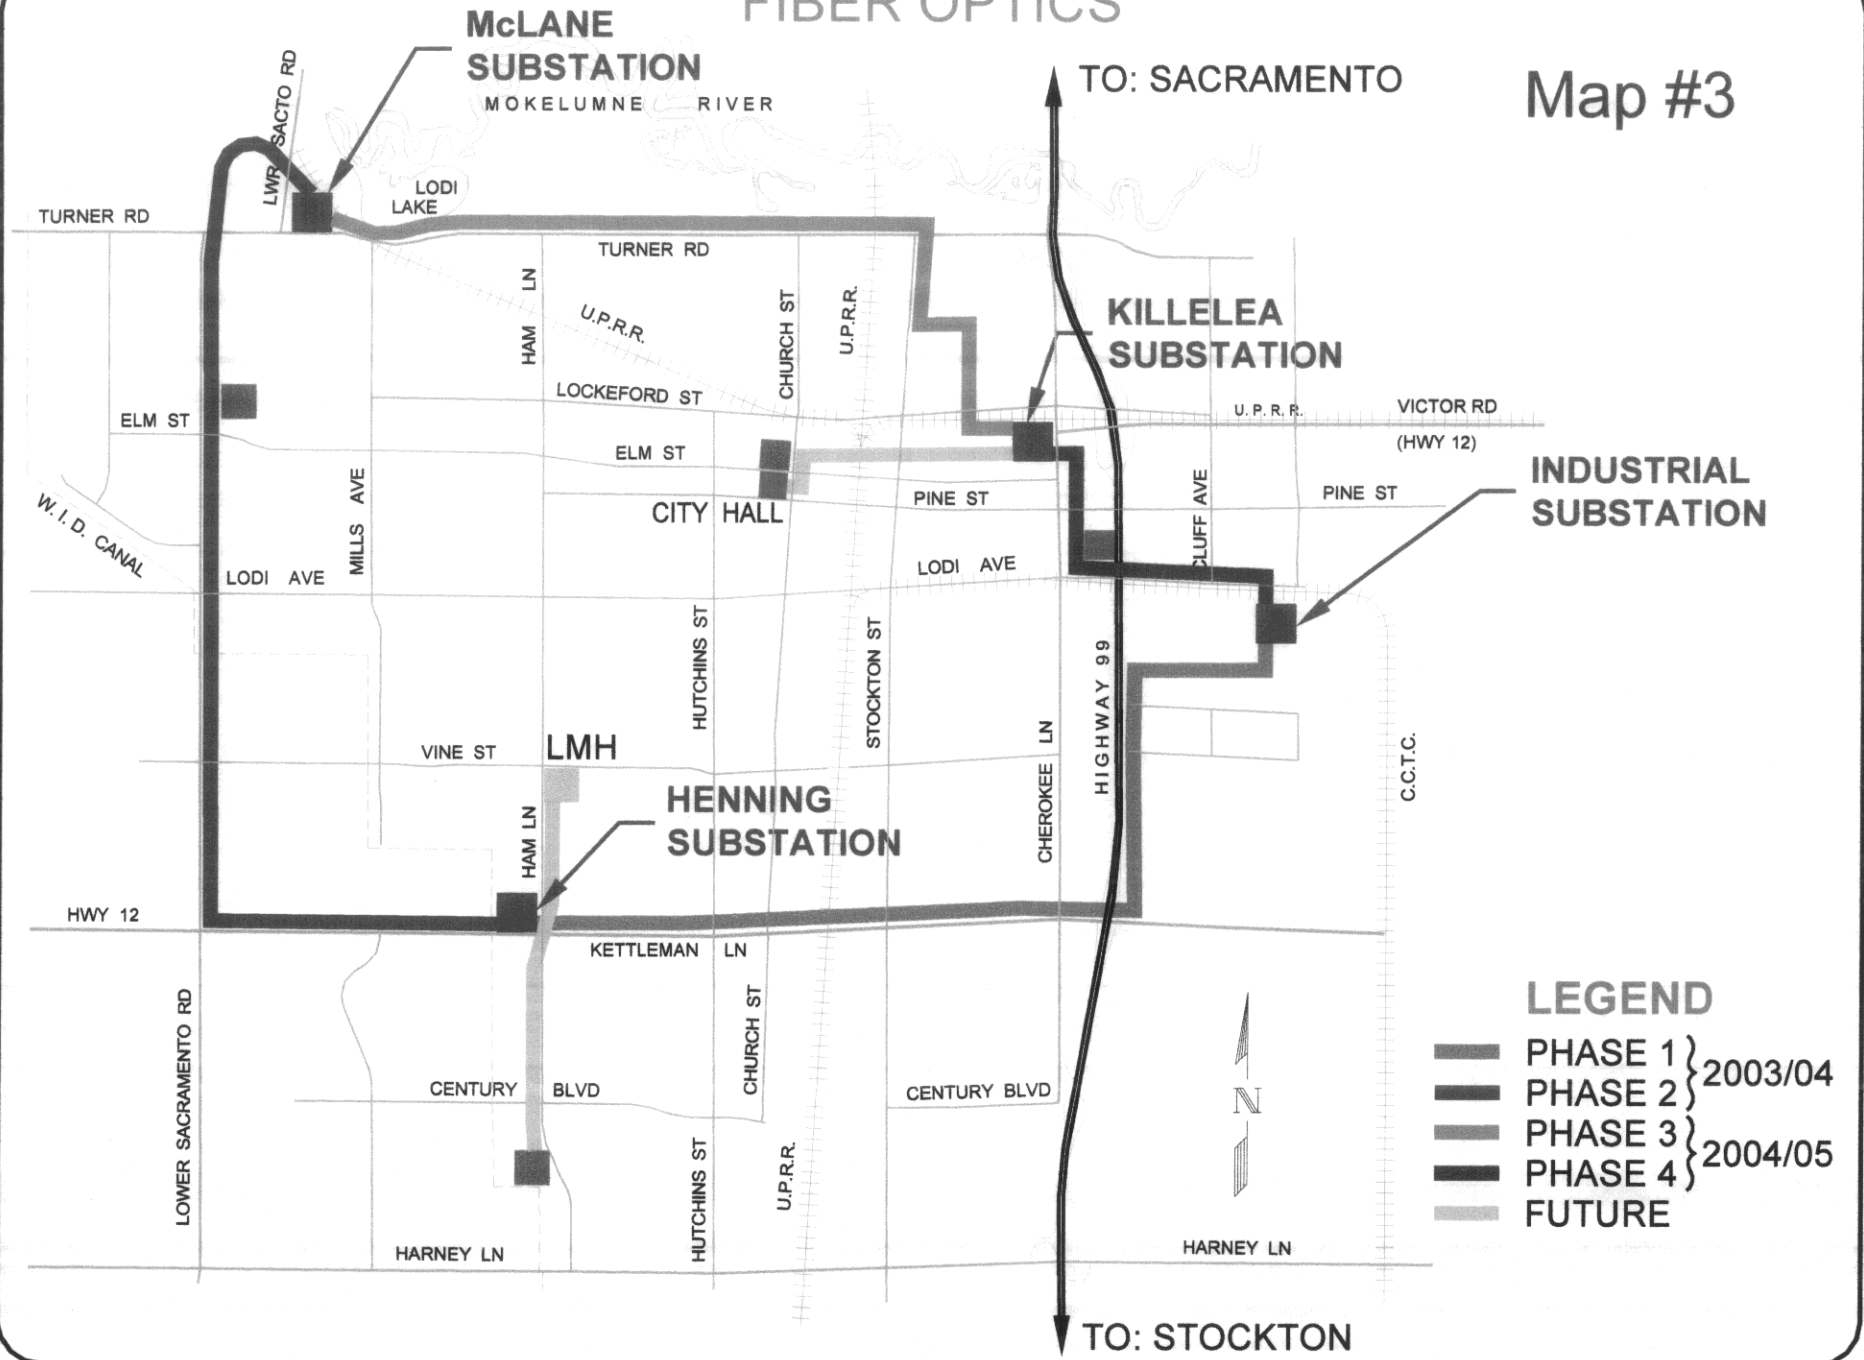 FIBER OPTICS
McLANE
SUBSTATION
MOKELUMNE RIVER
TO: SACRAMENTO
Map #3
LWR SACTO RD
LODI
LAKE
TURNER RD
TURNER RD
HAM LN
U.P.R.R.
CHURCH ST
U.P.R.R.
KILLELEA
SUBSTATION
LOCKEFORD ST
U.P.R.R.
VICTOR RD
(HWY 12)
ELM ST
ELM ST
INDUSTRIAL
SUBSTATION
MILLS AVE
PINE ST
CLUFF AVE
PINE ST
CITY HALL
W.I.D. CANAL
LODI AVE
LODI AVE
HUTCHINS ST
STOCKTON ST
HIGHWAY 99
VINE ST
LMH
CHEROKEE LN
C.C.T.C.
HENNING
SUBSTATION
HAM LN
HWY 12
KETTLEMAN LN
LOWER SACRAMENTO RD
CHURCH ST
LEGEND
PHASE 1
2003/04
PHASE 2
PHASE 3
2004/05
PHASE 4
FUTURE
CENTURY BLVD
CENTURY BLVD
N
HUTCHINS ST
U.P.R.R.
HARNEY LN
HARNEY LN
TO: STOCKTON